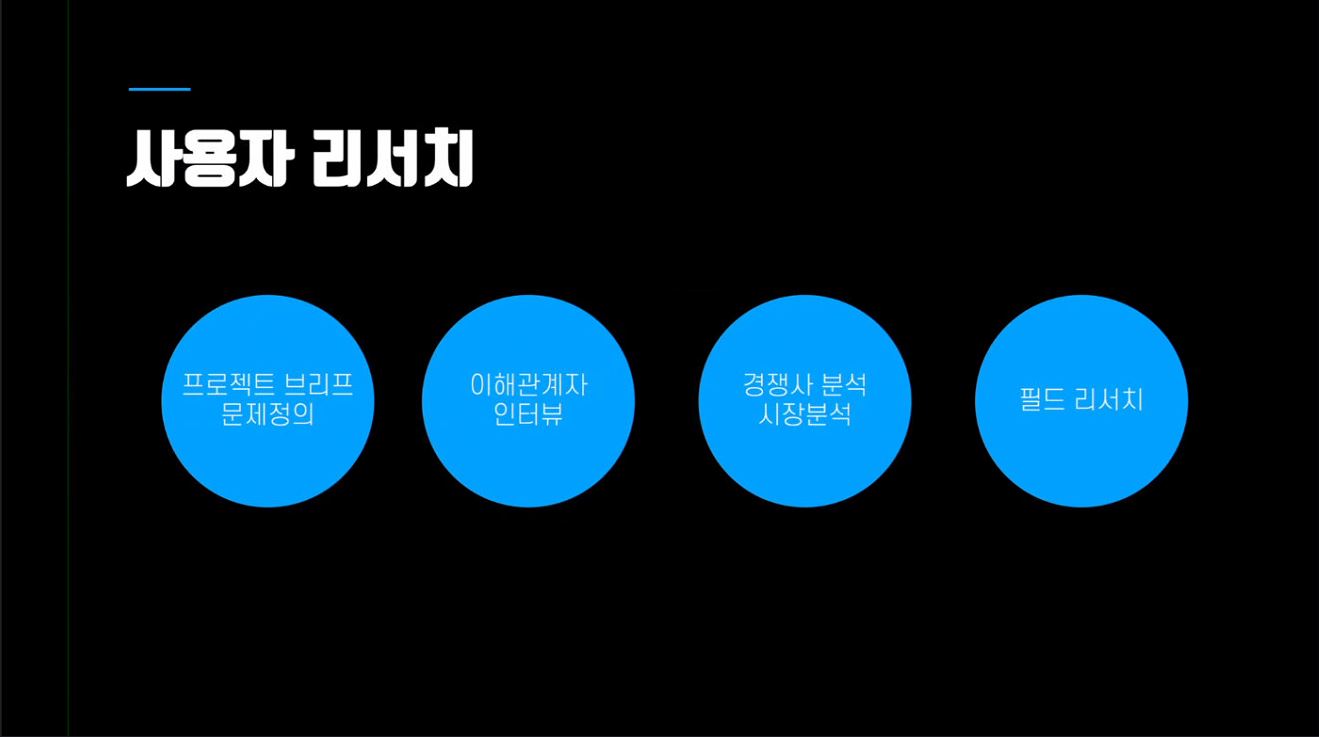 사용자 리서치
프로젝트 브리프
문제정의
이해관계자
인터뷰
경쟁사 분석
시장분석
필드 리서치